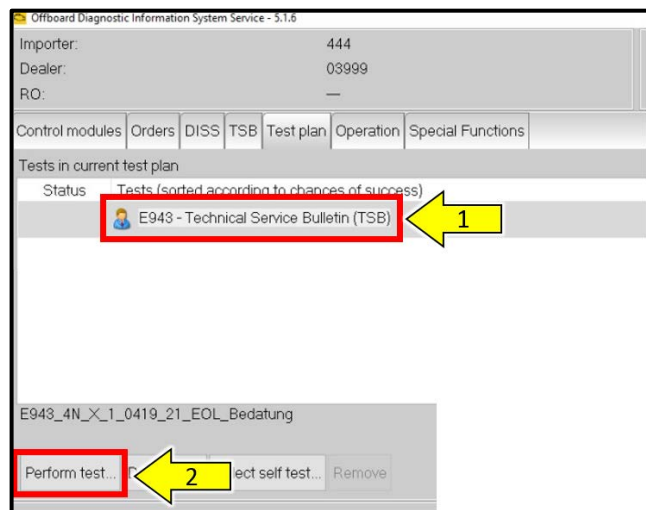 Offboard Diagnostic Information System Service - 5.1.6
Importer: 444
Dealer: 03999
RO: —
Control modules Orders DISS TSB Test plan Operation Special Functions
Tests in current test plan
Status Tests (sorted according to chances of success)
E943 - Technical Service Bulletin (TSB) 1
E943_4N_X_1_0419_21_EOL_Bedatung
Perform test... 2 self test... Remove